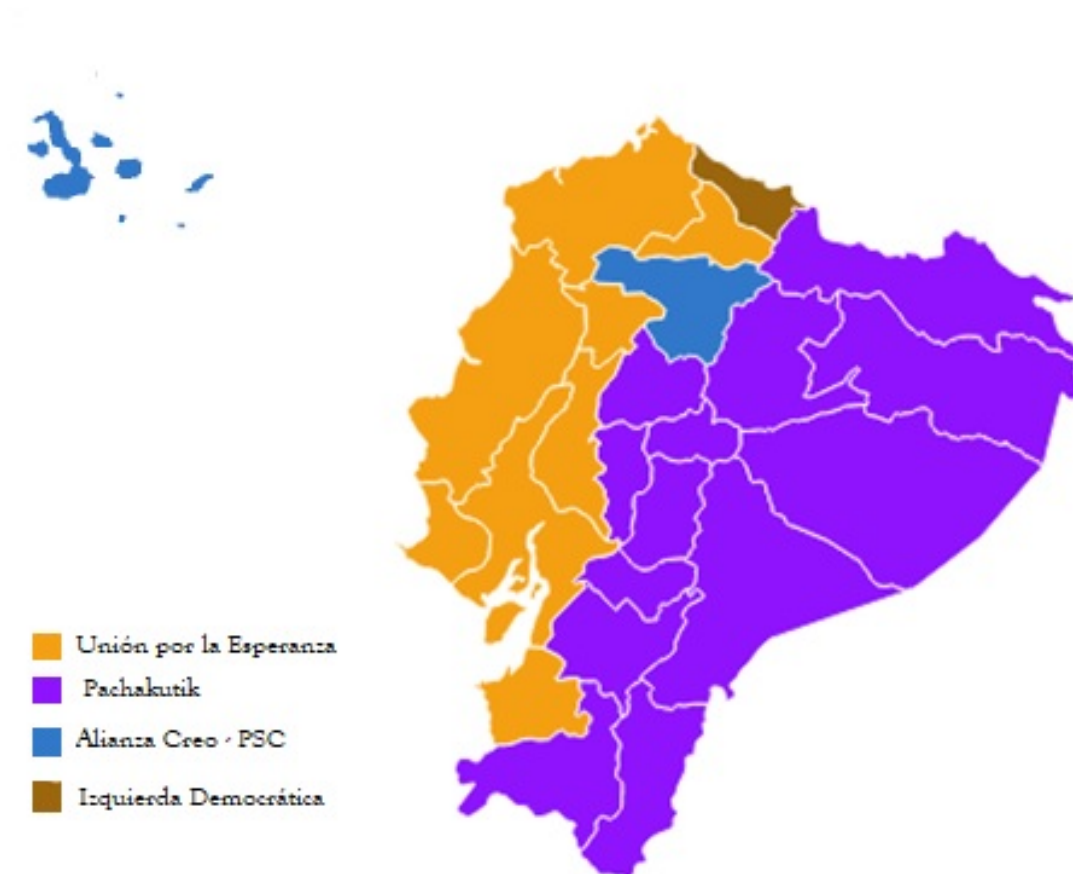 Unión por la Esperanza
Pachakutik
Alianza Creo - PSC
Izquierda Democrática